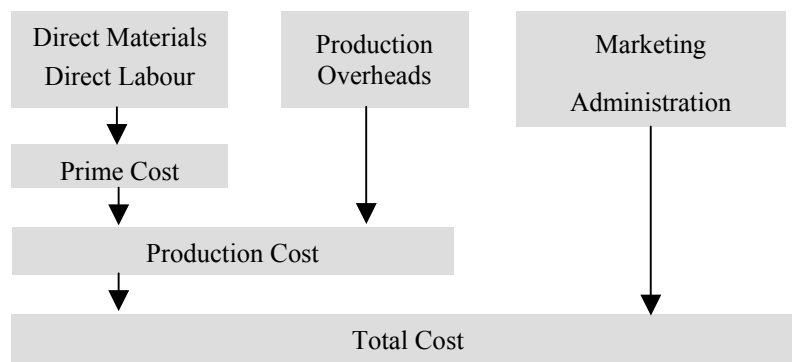 Direct Materials
Direct Labour
Production
Overheads
Marketing
Administration
Prime Cost
Production Cost
Total Cost